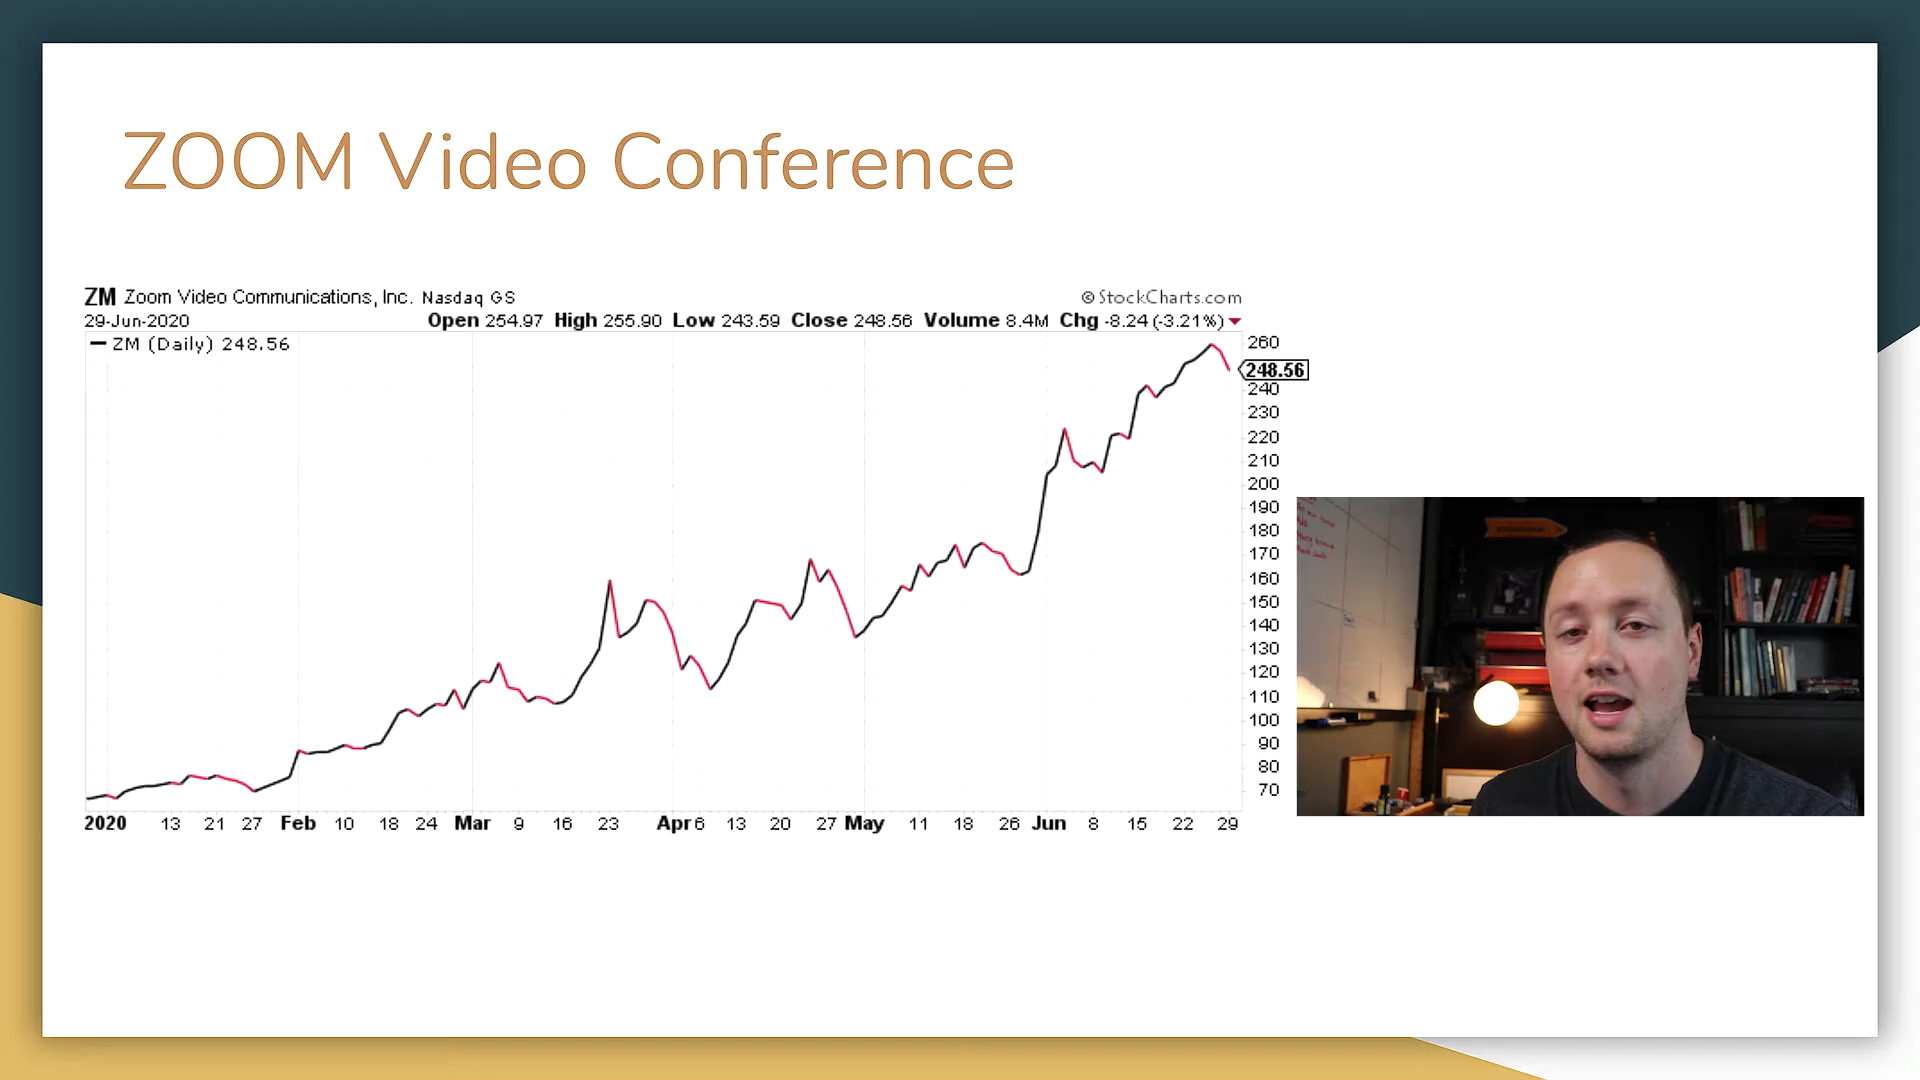 ZOOM Video Conference
ZM Zoom Video Communications, Inc. Nasdaq GS
© StockCharts.com
29-Jun-2020
Open 254.97 High 255.90 Low 243.59 Close 248.56 Volume 8.4M Chg -8.24 (-3.21%)
ZM (Daily) 248.56
260
248.56
240
230
220
210
200
190
180
170
160
150
140
130
120
110
100
90
80
70
2020 13 21 27 Feb 10 18 24 Mar 9 16 23 Apr 6 13 20 27 May 11 18 26 Jun 8 15 22 29